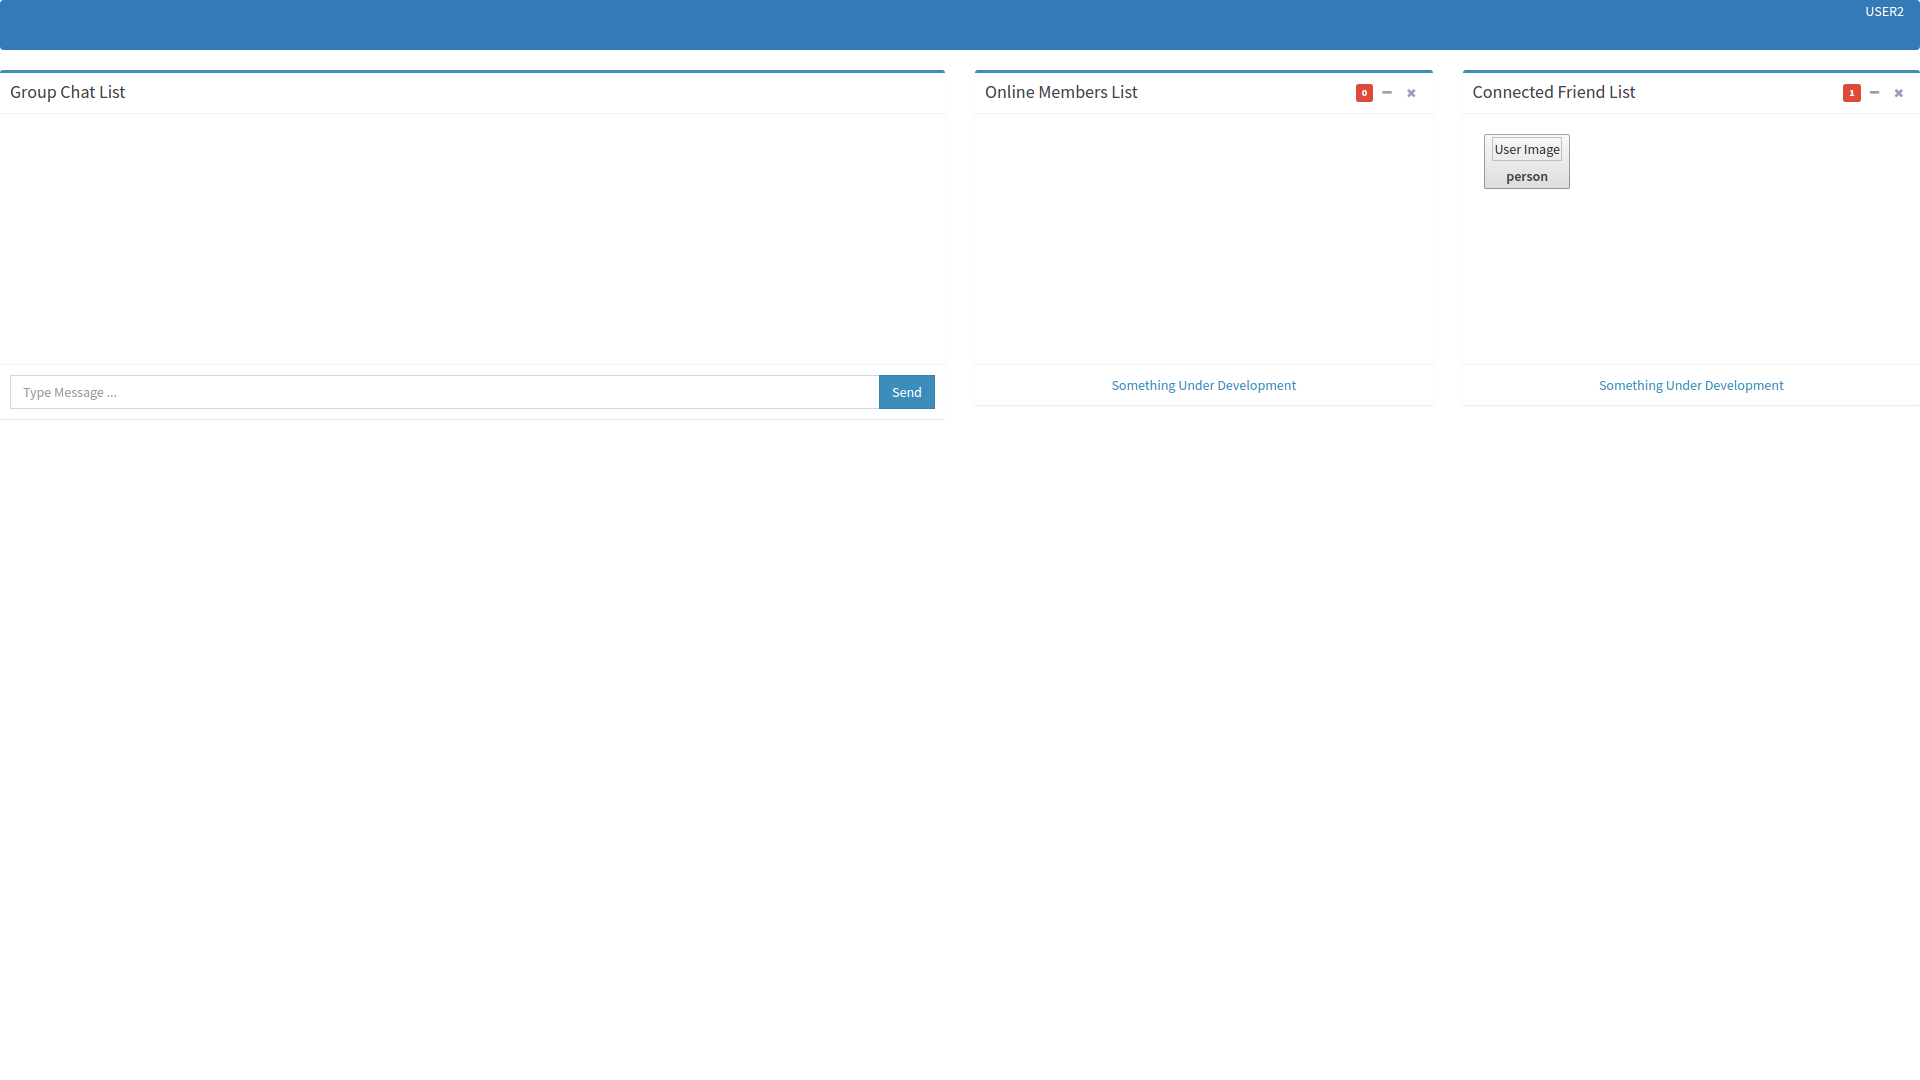 USER2
Group Chat List
Online Members List
0
Connected Friend List
1
User Image
person
Type Message ...
Send
Something Under Development
Something Under Development